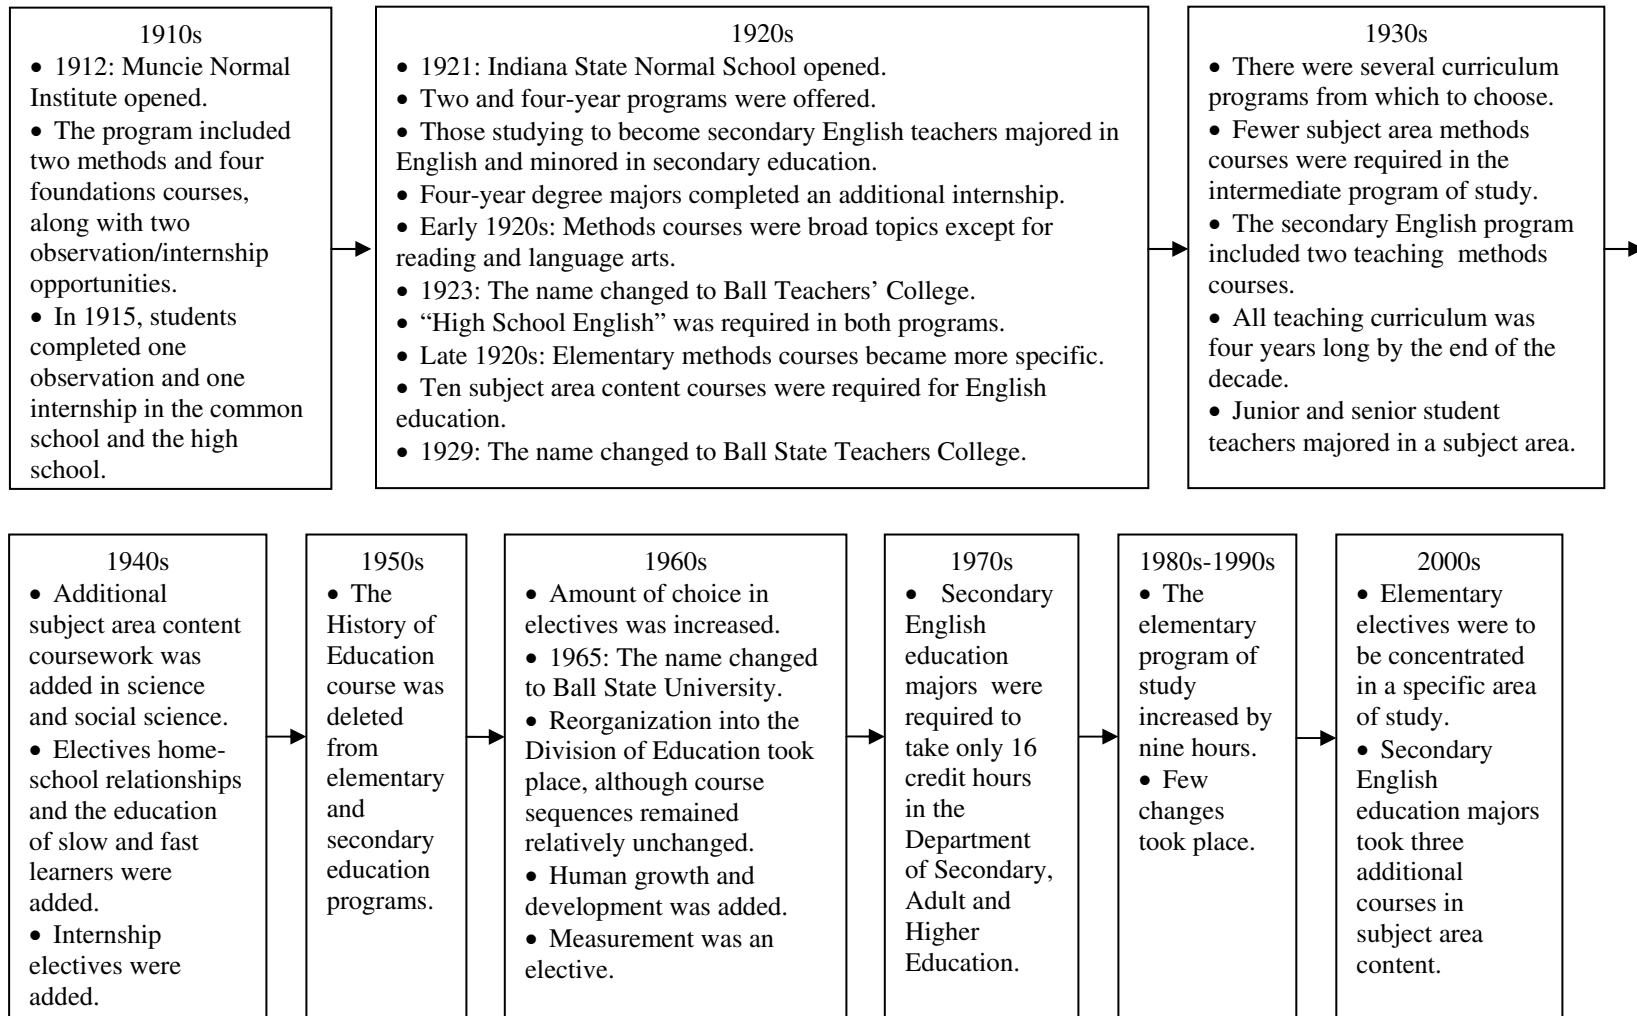 1910s
• 1912: Muncie Normal
Institute opened.
• The program included
two methods and four
foundations courses,
along with two
observation/internship
opportunities.
• In 1915, students
completed one
observation and one
internship in the common
school and the high
school.
1920s
• 1921: Indiana State Normal School opened.
• Two and four-year programs were offered.
• Those studying to become secondary English teachers majored in
English and minored in secondary education.
• Four-year degree majors completed an additional internship.
• Early 1920s: Methods courses were broad topics except for
reading and language arts.
• 1923: The name changed to Ball Teachers’ College.
• “High School English” was required in both programs.
• Late 1920s: Elementary methods courses became more specific.
• Ten subject area content courses were required for English
education.
• 1929: The name changed to Ball State Teachers College.
1930s
• There were several curriculum
programs from which to choose.
• Fewer subject area methods
courses were required in the
intermediate program of study.
• The secondary English program
included two teaching methods
courses.
• All teaching curriculum was
four years long by the end of the
decade.
• Junior and senior student
teachers majored in a subject area.
1940s
• Additional
subject area content
coursework was
added in science
and social science.
• Electives home-
school relationships
and the education
of slow and fast
learners were
added.
• Internship
electives were
added.
1950s
• The
History of
Education
course was
deleted
from
elementary
and
secondary
education
programs.
1960s
• Amount of choice in
electives was increased.
• 1965: The name changed
to Ball State University.
• Reorganization into the
Division of Education took
place, although course
sequences remained
relatively unchanged.
• Human growth and
development was added.
• Measurement was an
elective.
1970s
• Secondary
English
education
majors were
required to
take only 16
credit hours
in the
Department
of Secondary,
Adult and
Higher
Education.
1980s-1990s
• The
elementary
program of
study
increased by
nine hours.
• Few
changes
took place.
2000s
• Elementary
electives were to
be concentrated
in a specific area
of study.
• Secondary
English
education majors
took three
additional
courses in
subject area
content.